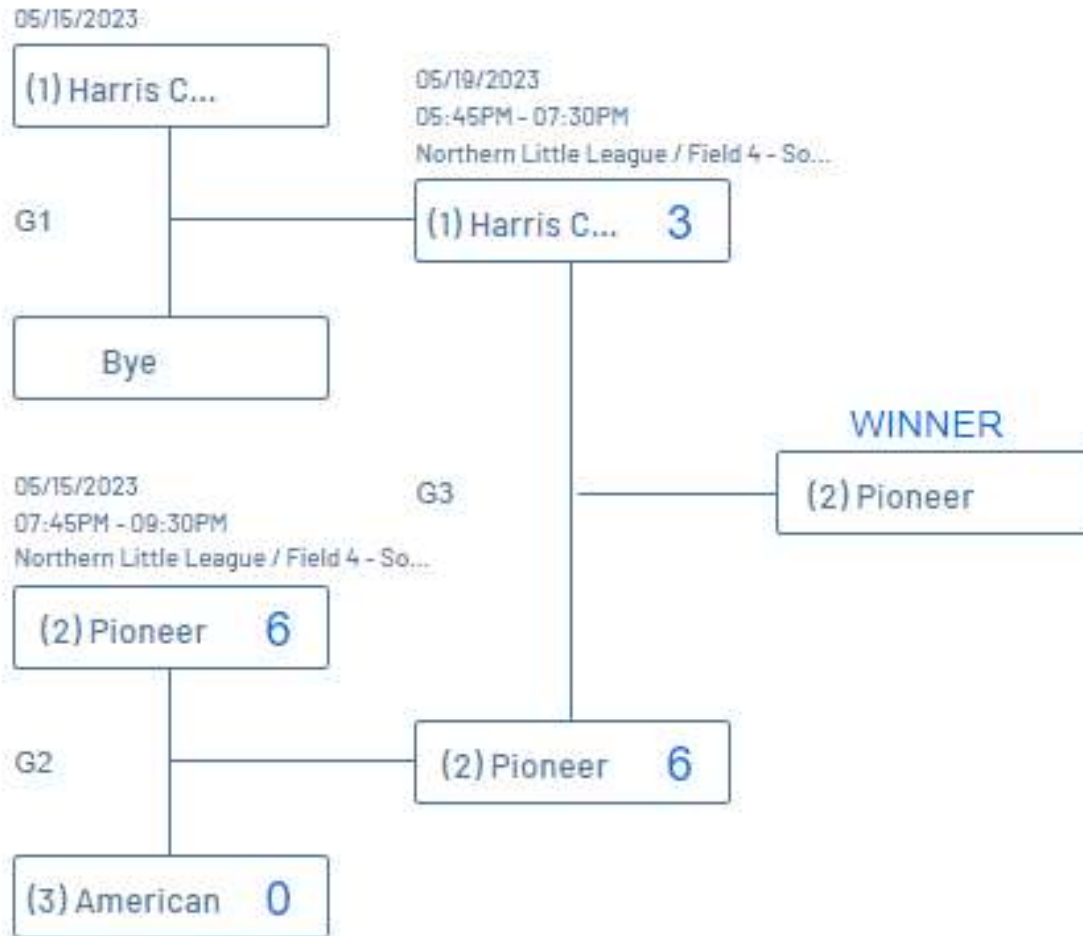 05/15/2023
(1) Harris C...
G1
Bye
05/19/2023
05:45PM - 07:30PM
Northern Little League / Field 4 - So...
(1) Harris C... 3
05/15/2023
07:45PM - 09:30PM
Northern Little League / Field 4 - So...
(2) Pioneer 6
G2
(3) American 0
G3
(2) Pioneer 6
WINNER
(2) Pioneer